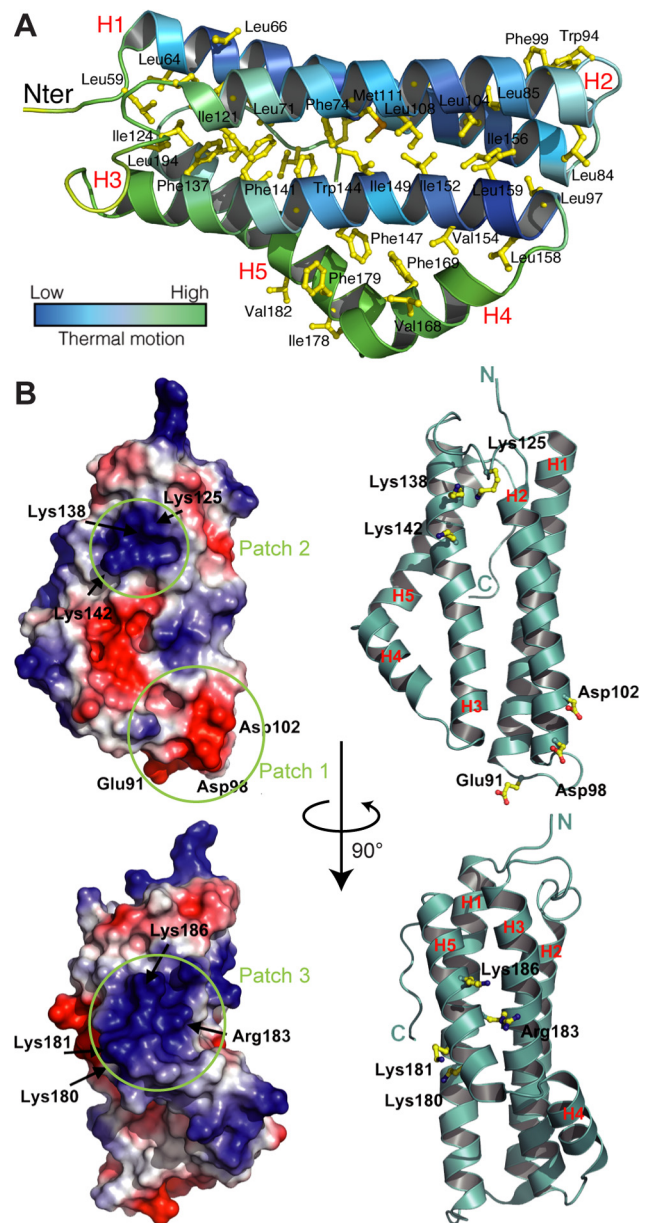 A
H1
Leu66
Phe99
Trp94
Leu64
H2
Leu59
Nter
Ile121
Leu71
Phe74
Met111
Leu108
Leu104
Leu85
Ile124
Ile156
Leu194
H3
Phe137
Phe141
Trp144
Ile149
Ile152
Leu159
Leu84
Leu97
Phe147
Val154
Leu158
H5
Phe179
Phe169
Low
High
Thermal motion
Val182
Val168
H4
Ile178
B
N
Lys125
Lys125
Lys138
Lys138
H1
H2
Patch 2
Lys142
Lys142
C
H5
H4
H3
Asp102
Asp102
Patch 1
Glu91
Asp98
Glu91
Asp98
90°
N
Lys186
H1
H3
H5
H2
Patch 3
Lys186
Lys181
Arg183
C
Arg183
Lys180
Lys181
Lys180
H4